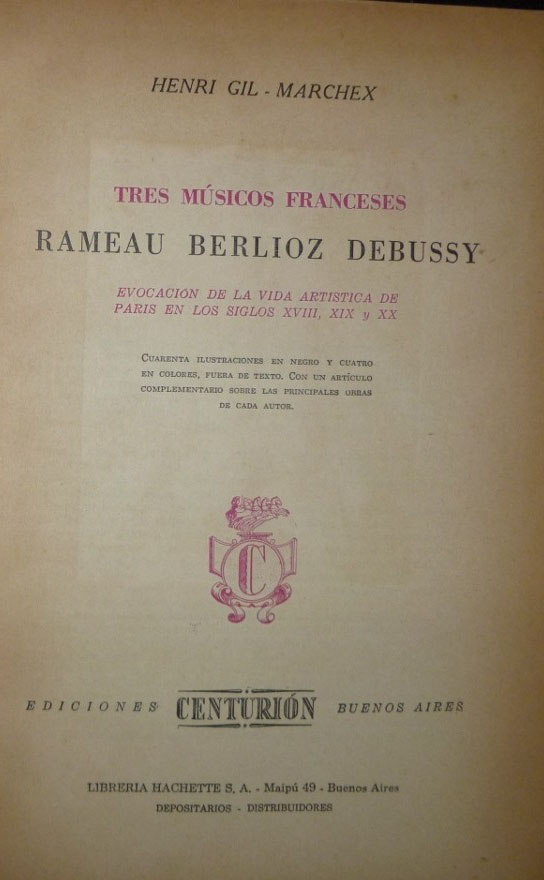 HENRI GIL - MARCHEX
TRES MÚSICOS FRANCESES
RAMEAU BERLIOZ DEBUSSY
EVOCACIÓN DE LA VIDA ARTISTICA DE
PARIS EN LOS SIGLOS XVIII, XIX y XX
CUARENTA ILUSTRACIONES EN NEGRO Y CUATRO
EN COLORES, FUERA DE TEXTO. CON UN ARTÍCULO
COMPLEMENTARIO SOBRE LAS PRINCIPALES OBRAS
DE CADA AUTOR.
C
EDICIONES CENTURIÓN BUENOS AIRES
LIBRERIA HACHETTE S. A. - Maipú 49 - Buenos Aires
DEPOSITARIOS - DISTRIBUIDORES